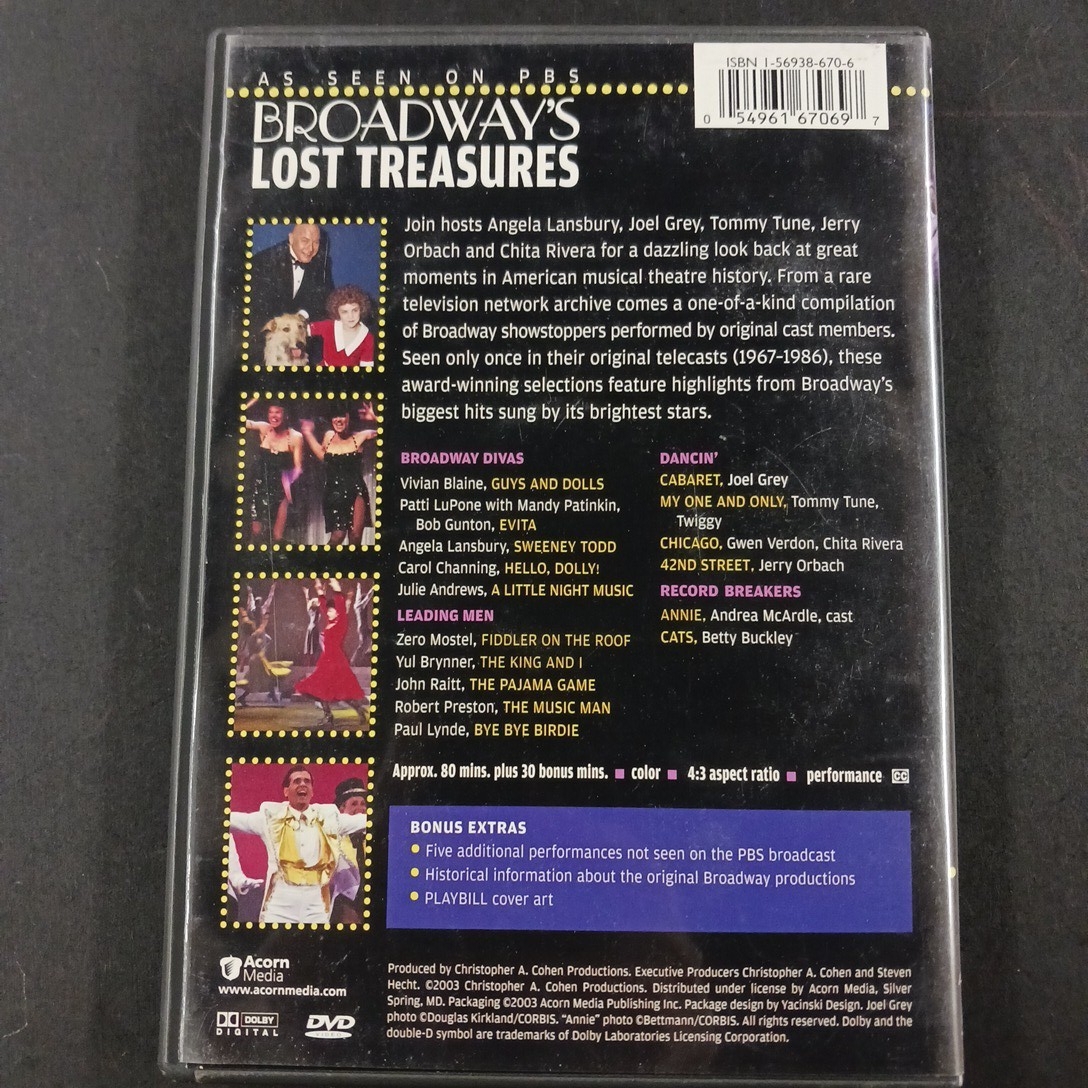 AS SEEN ON PBS
BROADWAY'S
LOST TREASURES
ISBN 1-56938-670-6
0 54961 67069 7
Join hosts Angela Lansbury, Joel Grey, Tommy Tune, Jerry
Orbach and Chita Rivera for a dazzling look back at great
moments in American musical theatre history. From a rare
television network archive comes a one-of-a-kind compilation
of Broadway showstoppers performed by original cast members.
Seen only once in their original telecasts (1967-1986), these
award-winning selections feature highlights from Broadway's
biggest hits sung by its brightest stars.
BROADWAY DIVAS
Vivian Blaine, GUYS AND DOLLS
Patti LuPone with Mandy Patinkin,
Bob Gunton, EVITA
Angela Lansbury, SWEENEY TODD
Carol Channing, HELLO, DOLLY!
Julie Andrews, A LITTLE NIGHT MUSIC
LEADING MEN
Zero Mostel, FIDDLER ON THE ROOF
Yul Brynner, THE KING AND I
John Raitt, THE PAJAMA GAME
Robert Preston, THE MUSIC MAN
Paul Lynde, BYE BYE BIRDIE
DANCIN'
CABARET, Joel Grey
MY ONE AND ONLY, Tommy Tune,
Twiggy
CHICAGO, Gwen Verdon, Chita Rivera
42ND STREET, Jerry Orbach
RECORD BREAKERS
ANNIE, Andrea McArdle, cast
CATS, Betty Buckley
Approx. 80 mins. plus 30 bonus mins. ■ color ■ 4:3 aspect ratio ■ performance CC
BONUS EXTRAS
• Five additional performances not seen on the PBS broadcast
• Historical information about the original Broadway productions
• PLAYBILL cover art
Acorn
Media
www.acornmedia.com
DOLBY
DIGITAL
DVD
VIDEO
Produced by Christopher A. Cohen Productions. Executive Producers Christopher A. Cohen and Steven
Hecht. ©2003 Christopher A. Cohen Productions. Distributed under license by Acorn Media, Silver
Spring, MD. Packaging ©2003 Acorn Media Publishing Inc. Package design by Yacinski Design. Joel Grey
photo ©Douglas Kirkland/CORBIS. "Annie" photo ©Bettmann/CORBIS. All rights reserved. Dolby and the
double-D symbol are trademarks of Dolby Laboratories Licensing Corporation.